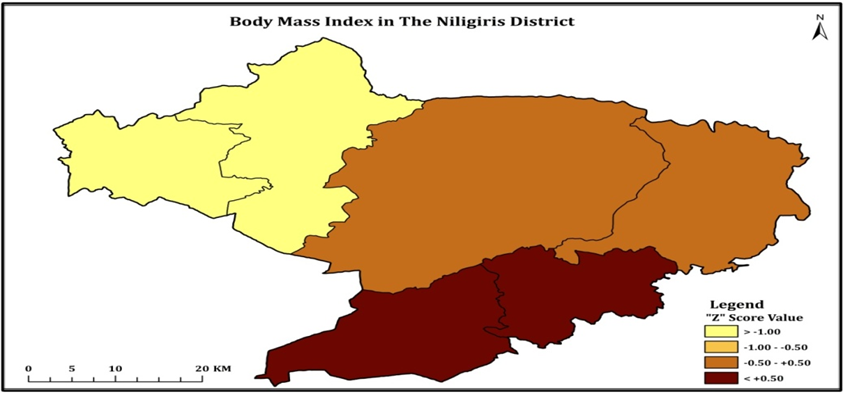 Body Mass Index in The Niligiris District
N
Legend
"Z" Score Value
> -1.00
-1.00 - -0.50
-0.50 - +0.50
< +0.50
0 5 10 20 KM